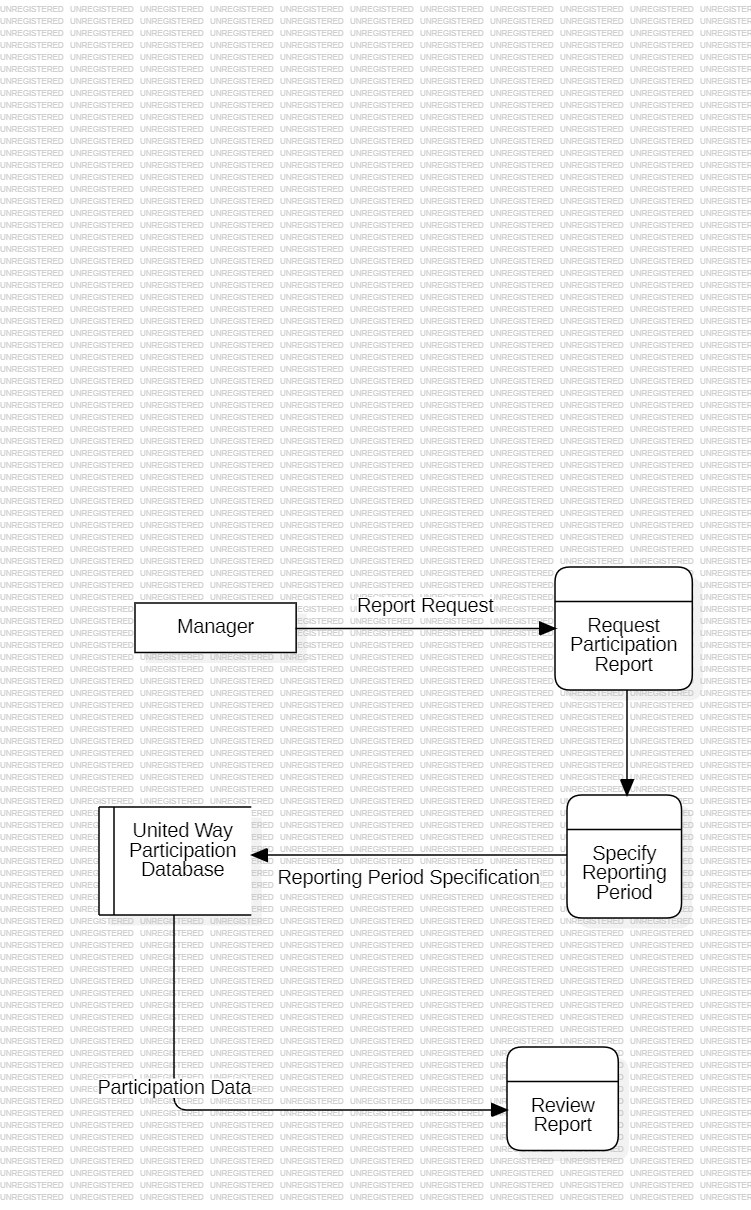 Report Request
Manager
Request
Participation
Report
United Way
Participation
Database
Specify
Reporting
Period
Reporting Period Specification
Participation Data
Review
Report
UNREGISTERED